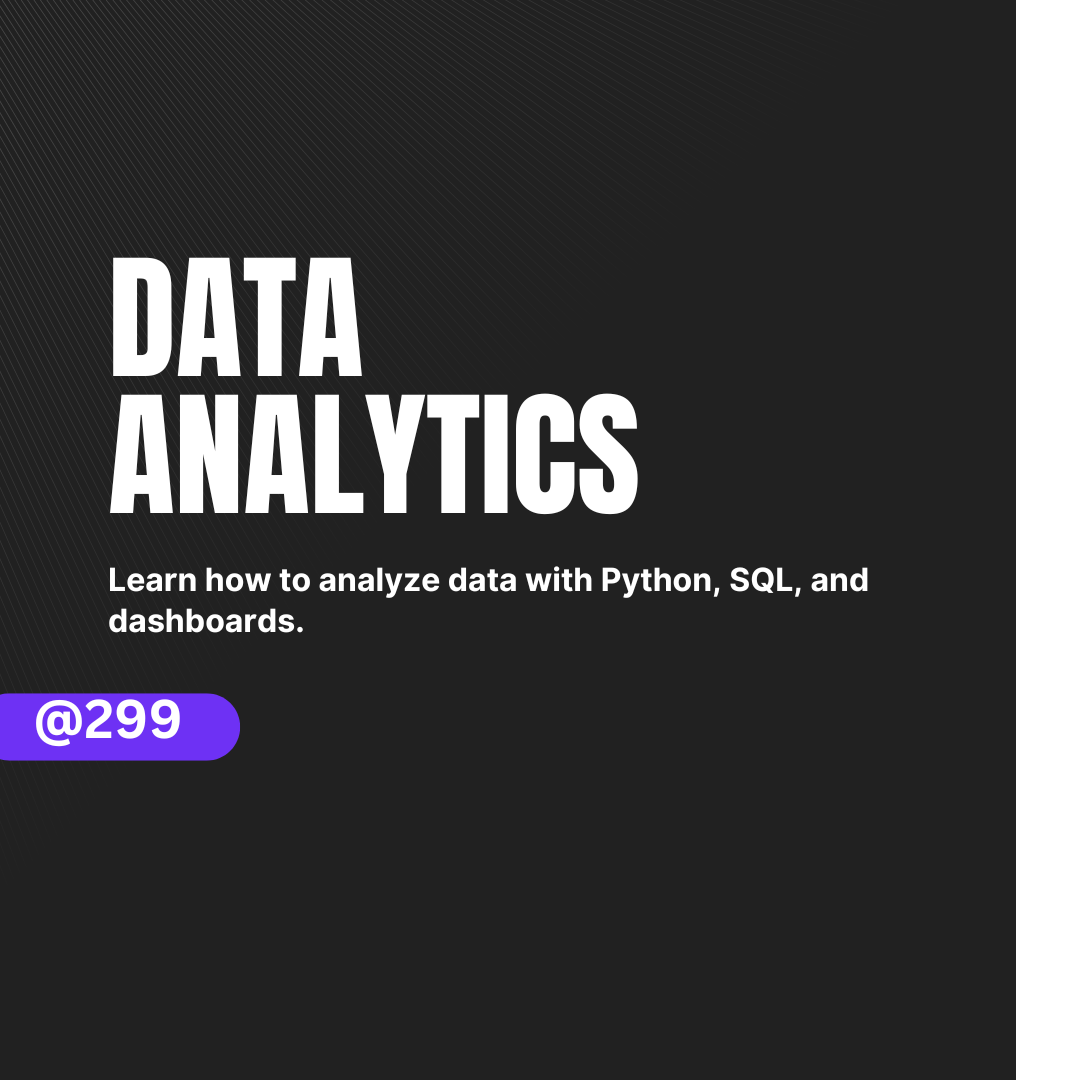 DATA
ANALYTICS
Learn how to analyze data with Python, SQL, and
dashboards.
@299